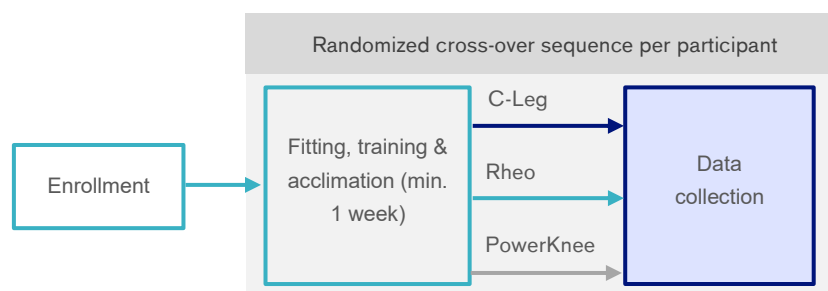 Randomized cross-over sequence per participant
Enrollment
Fitting, training &
acclimation (min.
1 week)
C-Leg
Rheo
PowerKnee
Data
collection